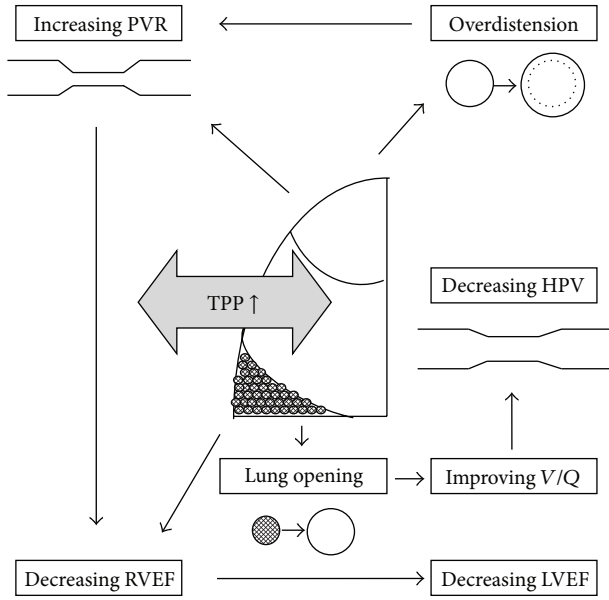 Increasing PVR
Overdistension
TPP ↑
Decreasing HPV
Lung opening
Improving V/Q
Decreasing RVEF
Decreasing LVEF